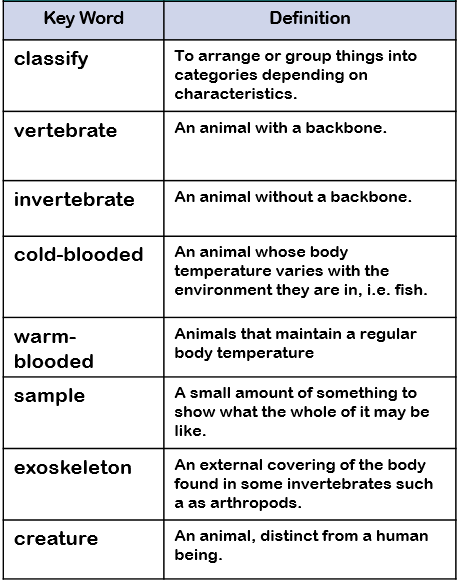 Key Word
Definition
classify
To arrange or group things into
categories depending on
characteristics.
vertebrate
An animal with a backbone.
invertebrate
An animal without a backbone.
cold-blooded
An animal whose body
temperature varies with the
environment they are in, i.e. fish.
warm-
blooded
Animals that maintain a regular
body temperature
sample
A small amount of something to
show what the whole of it may be
like.
exoskeleton
An external covering of the body
found in some invertebrates such
a as arthropods.
creature
An animal, distinct from a human
being.